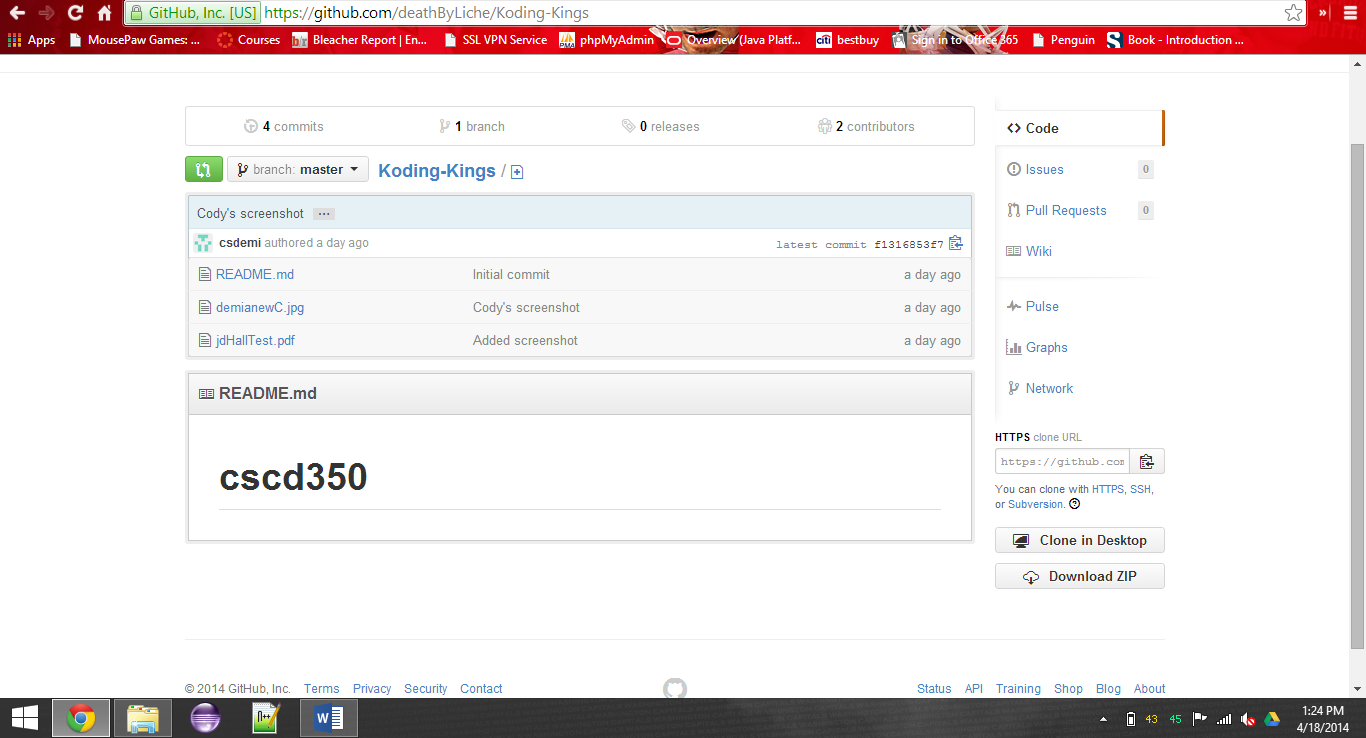 GitHub, Inc. [US] https://github.com/deathByLiche/Koding-Kings »
Apps MousePaw Games: ... Courses Bleacher Report | En... SSL VPN Service phpMyAdmin Overview (Java Platf... bestbuy Sign in to Office 365 Penguin Book - Introduction ...
4 commits 1 branch 0 releases 2 contributors
branch: master Koding-Kings /
Cody's screenshot ...
csdemi authored a day ago latest commit f1316853f7
README.md Initial commit a day ago
demianewC.jpg Cody's screenshot a day ago
jdHallTest.pdf Added screenshot a day ago
README.md
cscd350
Code
Issues 0
Pull Requests 0
Wiki
Pulse
Graphs
Network
HTTPS clone URL
https://github.com
You can clone with HTTPS, SSH,
or Subversion.
Clone in Desktop
Download ZIP
© 2014 GitHub, Inc. Terms Privacy Security Contact Status API Training Shop Blog About
43 45 1:24 PM
4/18/2014